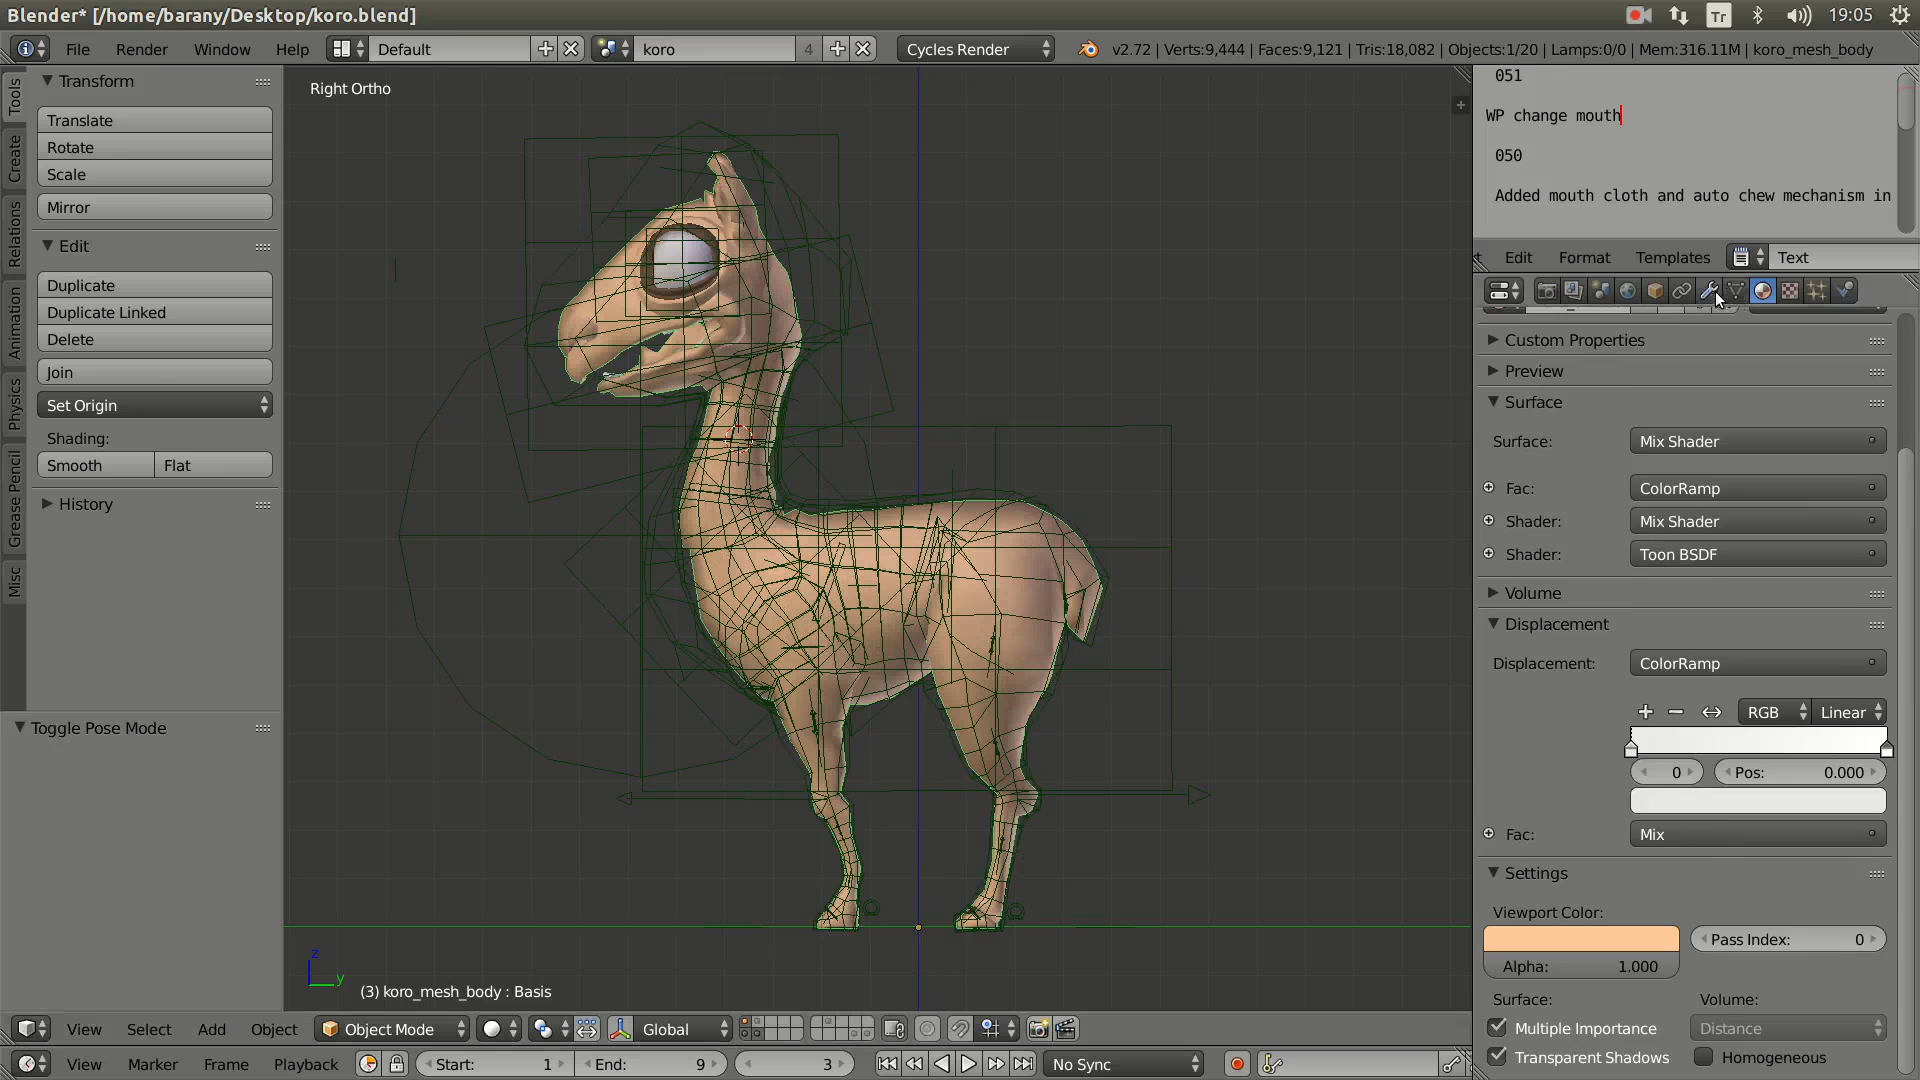 Blender* [/home/barany/Desktop/koro.blend]
Tr
19:05
File
Render
Window
Help
Default
koro
4
Cycles Render
v2.72 | Verts:9,444 | Faces:9,121 | Tris:18,082 | Objects:1/20 | Lamps:0/0 | Mem:316.11M | koro_mesh_body
Tools
Create
Relations
Animation
Physics
Grease Pencil
Misc
Transform
Translate
Rotate
Scale
Mirror
Edit
Duplicate
Duplicate Linked
Delete
Join
Set Origin
Shading:
Smooth
Flat
History
Toggle Pose Mode
Right Ortho
z
y
(3) koro_mesh_body : Basis
051
WP change mouth
050
Added mouth cloth and auto chew mechanism in
Edit
Format
Templates
Text
Custom Properties
Preview
Surface
Surface:
Mix Shader
Fac:
ColorRamp
Shader:
Mix Shader
Shader:
Toon BSDF
Volume
Displacement
Displacement:
ColorRamp
RGB
Linear
0
Pos:
0.000
Fac:
Mix
Settings
Viewport Color:
Pass Index:
0
Alpha:
1.000
Surface:
Volume:
Multiple Importance
Distance
Transparent Shadows
Homogeneous
View
Select
Add
Object
Object Mode
Global
View
Marker
Frame
Playback
Start:
1
End:
9
3
No Sync